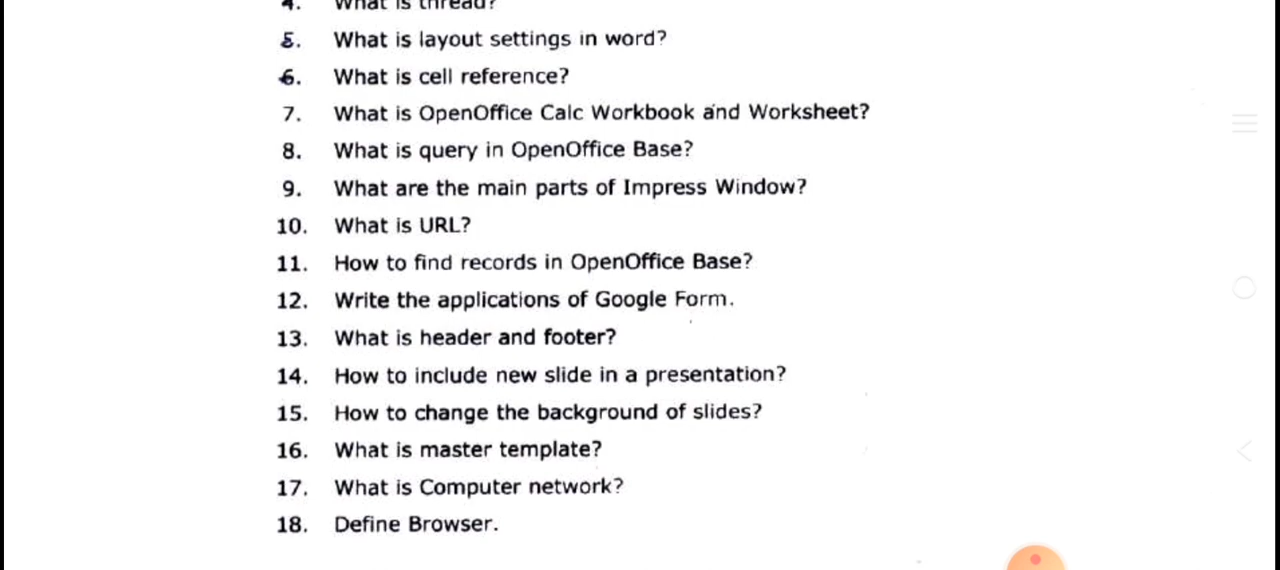 4. What is thread?
5. What is layout settings in word?
6. What is cell reference?
7. What is OpenOffice Calc Workbook and Worksheet?
8. What is query in OpenOffice Base?
9. What are the main parts of Impress Window?
10. What is URL?
11. How to find records in OpenOffice Base?
12. Write the applications of Google Form.
13. What is header and footer?
14. How to include new slide in a presentation?
15. How to change the background of slides?
16. What is master template?
17. What is Computer network?
18. Define Browser.